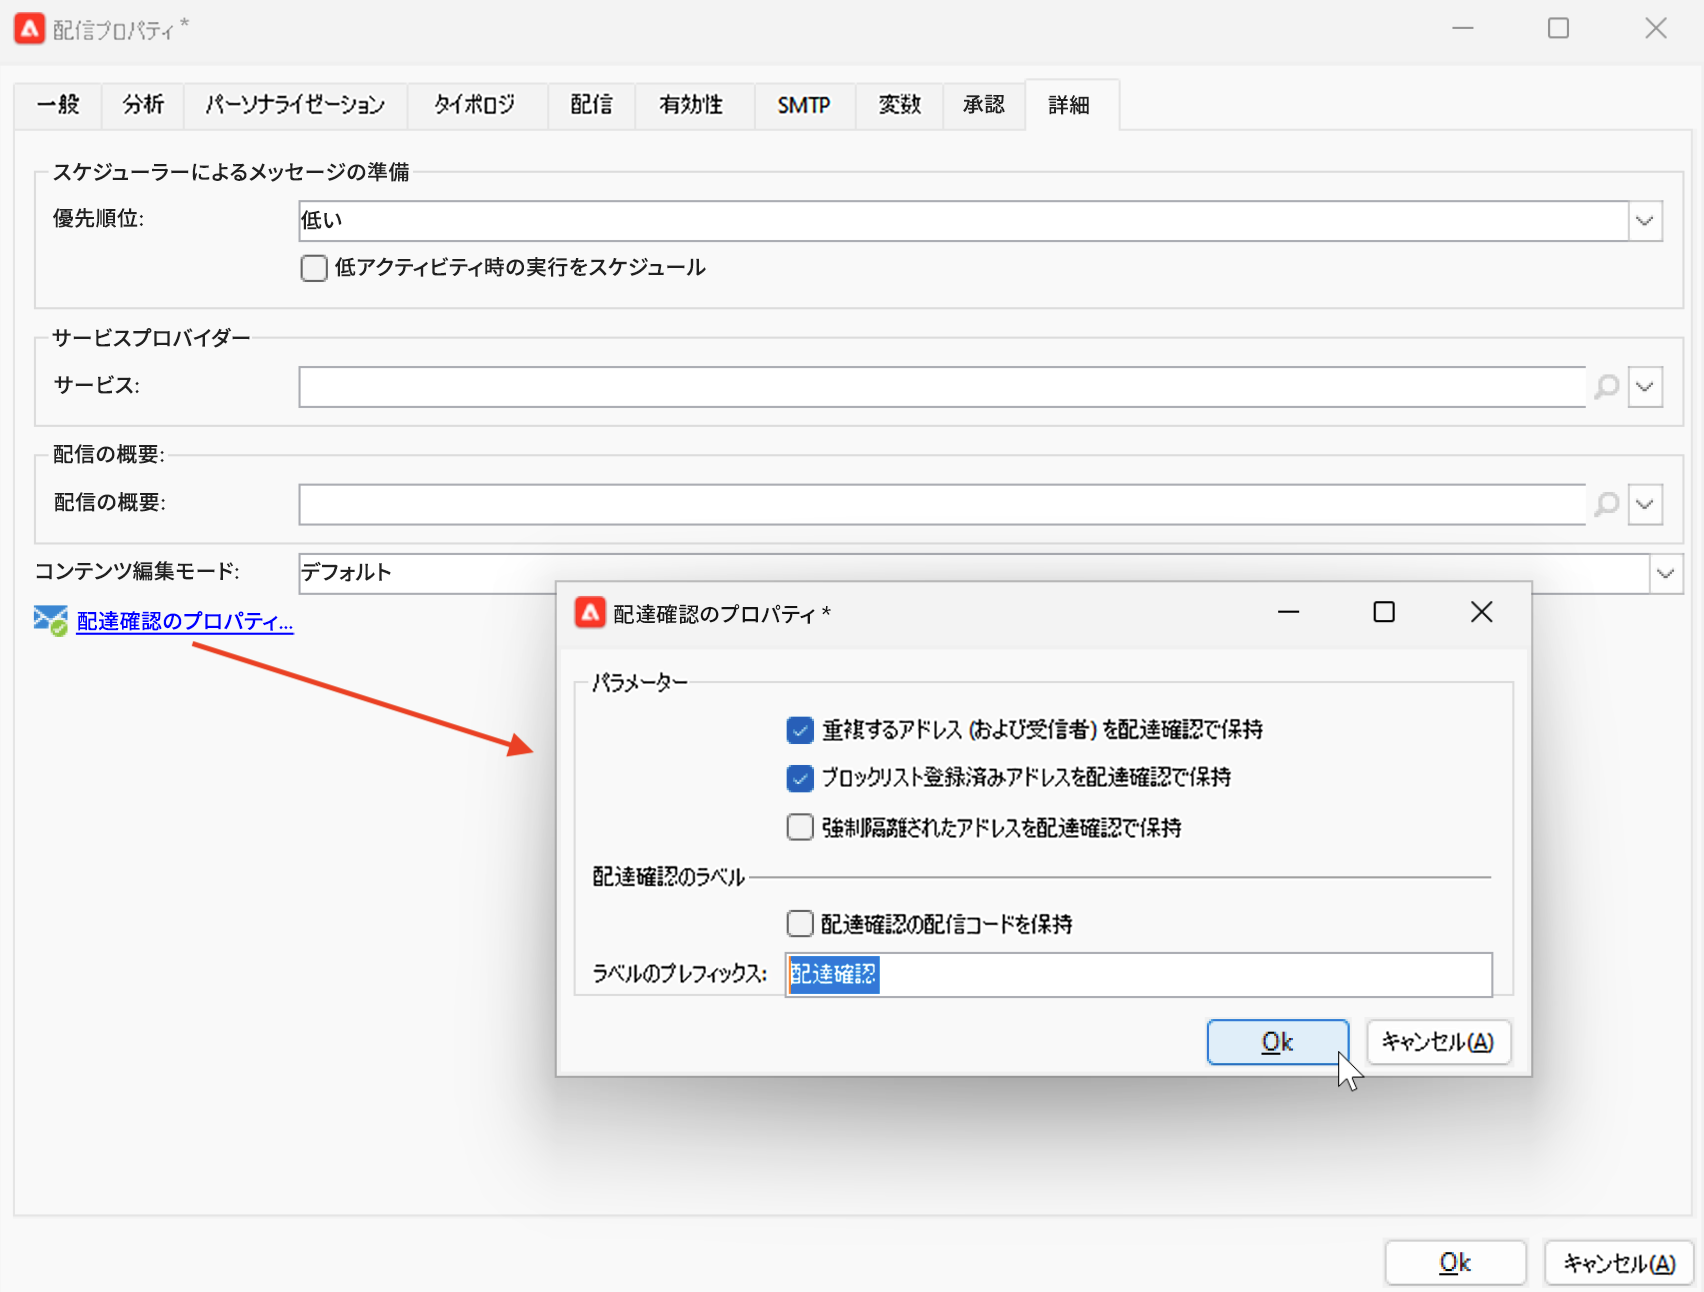 配信プロパティ *
一般 分析 パーソナライゼーション タイポロジ 配信 有効性 SMTP 変数 承認 詳細
スケジューラーによるメッセージの準備
優先順位: 低い
低アクティビティ時の実行をスケジュール
サービスプロバイダー
サービス:
配信の概要:
配信の概要:
コンテンツ編集モード: デフォルト
配達確認のプロパティ...
配達確認のプロパティ *
パラメーター
重複するアドレス (および受信者) を配達確認で保持
ブロックリスト登録済みアドレスを配達確認で保持
強制隔離されたアドレスを配達確認で保持
配達確認のラベル
配達確認の配信コードを保持
ラベルのプレフィックス: 配達確認
Ok キャンセル(A)
Ok キャンセル(A)